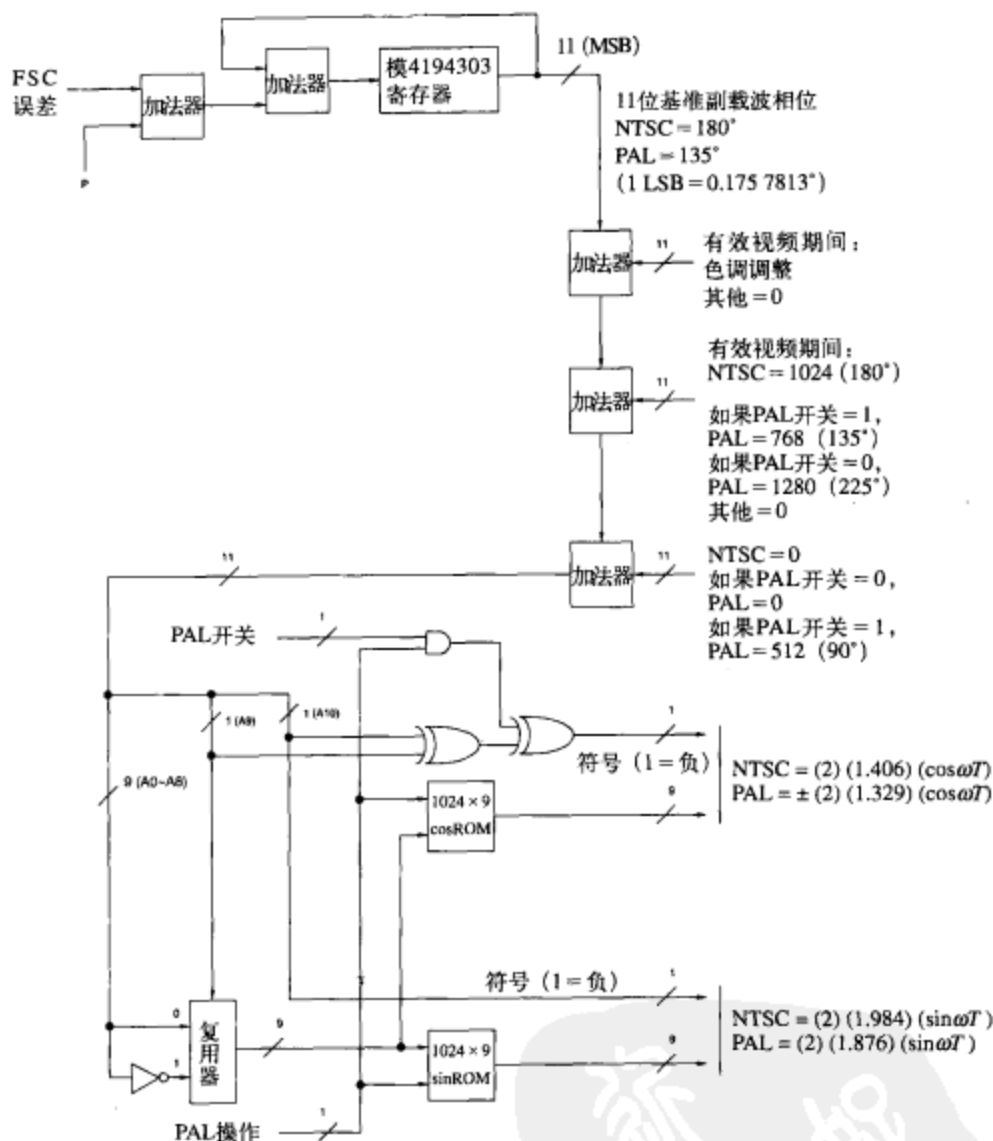 FSC
误差
P
加法器
加法器
模4194303
寄存器
11 (MSB)
11位基准副载波相位
NTSC=180°
PAL=135°
(1 LSB=0.175 7813°)
加法器
11
有效视频期间：
色调调整
其他=0
加法器
11
有效视频期间：
NTSC=1024 (180°)
如果PAL开关=1，
PAL=768 (135°)
如果PAL开关=0，
PAL=1280 (225°)
其他=0
11
加法器
11
NTSC=0
如果PAL开关=0，
PAL=0
如果PAL开关=1，
PAL=512 (90°)
PAL开关
1
1 (A9)
1 (A10)
9 (A0~A8)
1
符号（1=负）
NTSC = (2) (1.406) (cosωT)
PAL = ± (2) (1.329) (cosωT)
1024×9
cosROM
9
符号（1=负）
1
0
1
复用器
9
1024×9
sinROM
9
NTSC = (2) (1.984) (sinωT)
PAL = (2) (1.876) (sinωT)
PAL操作
1